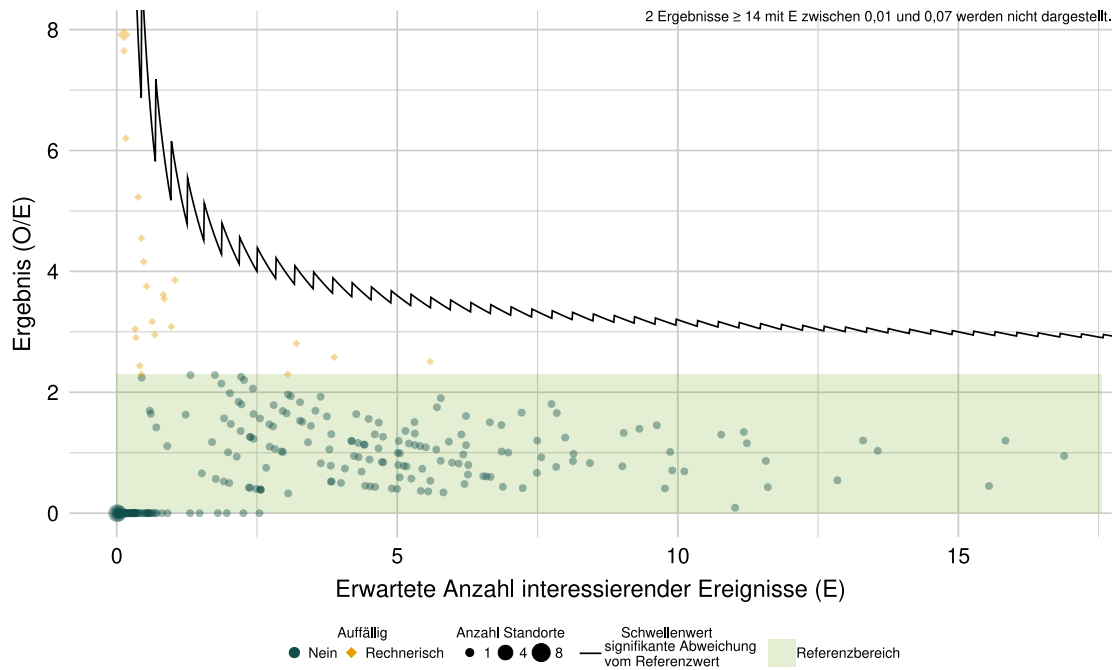 2 Ergebnisse ≥ 14 mit E zwischen 0,01 und 0,07 werden nicht dargestellt.
8
6
4
2
0
Ergebnis (O/E)
0 5 10 15
Erwartete Anzahl interessierender Ereignisse (E)
Auffällig
Nein Rechnerisch
Anzahl Standorte
1 4 8
Schwellenwert
signifikante Abweichung
vom Referenzwert
Referenzbereich